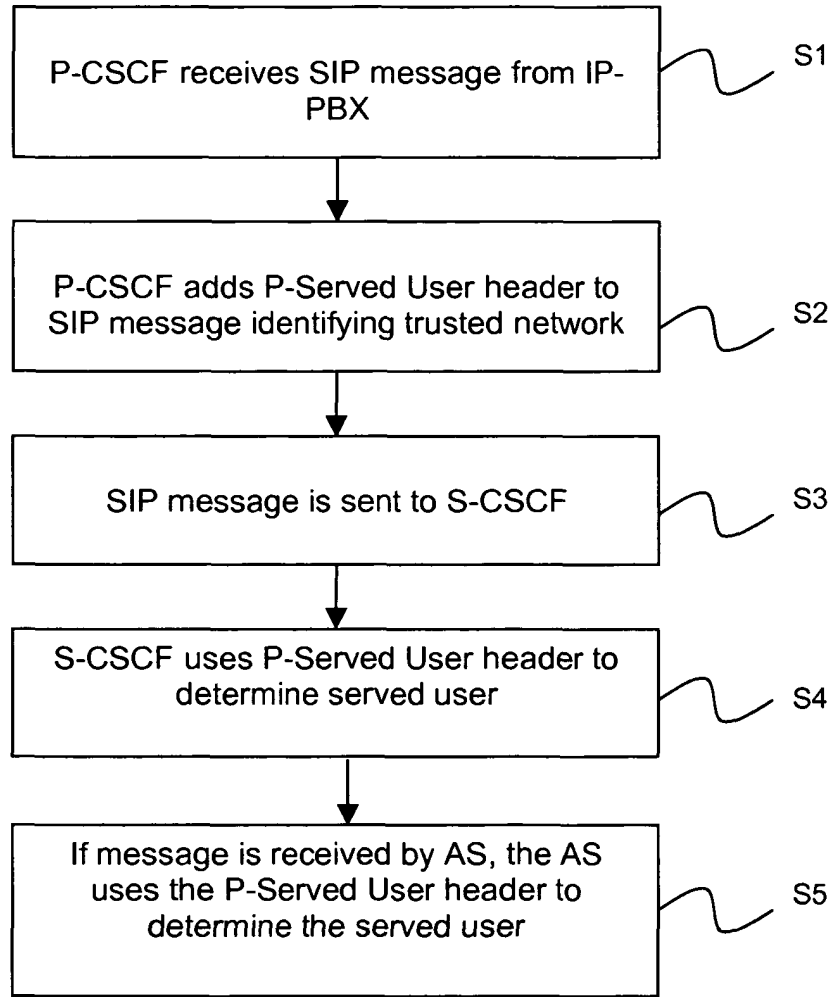 P-CSCF receives SIP message from IP-
PBX
S1
P-CSCF adds P-Served User header to
SIP message identifying trusted network
S2
SIP message is sent to S-CSCF
S3
S-CSCF uses P-Served User header to
determine served user
S4
If message is received by AS, the AS
uses the P-Served User header to
determine the served user
S5